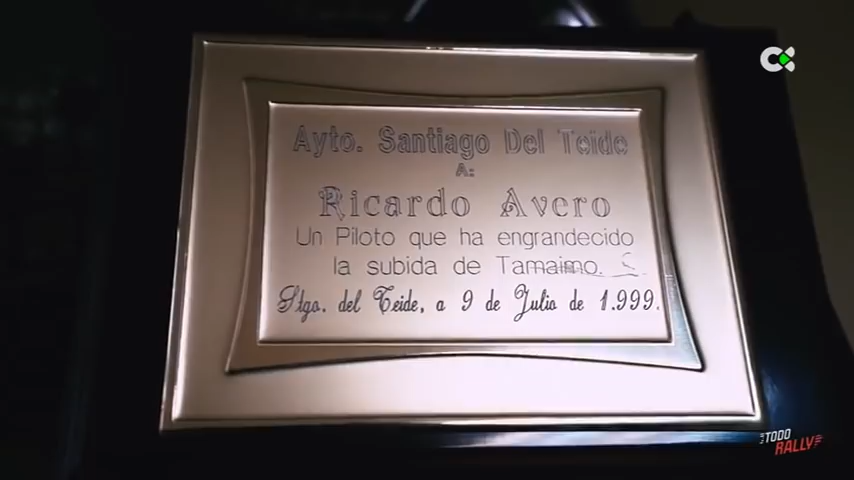 Ayto. Santiago Del Teide
A:
Ricardo Avero
Un Piloto que ha engrandecido
la subida de Tamaimo.
Stgo. del Teide, a 9 de Julio de 1.999.
TODO
RALLY